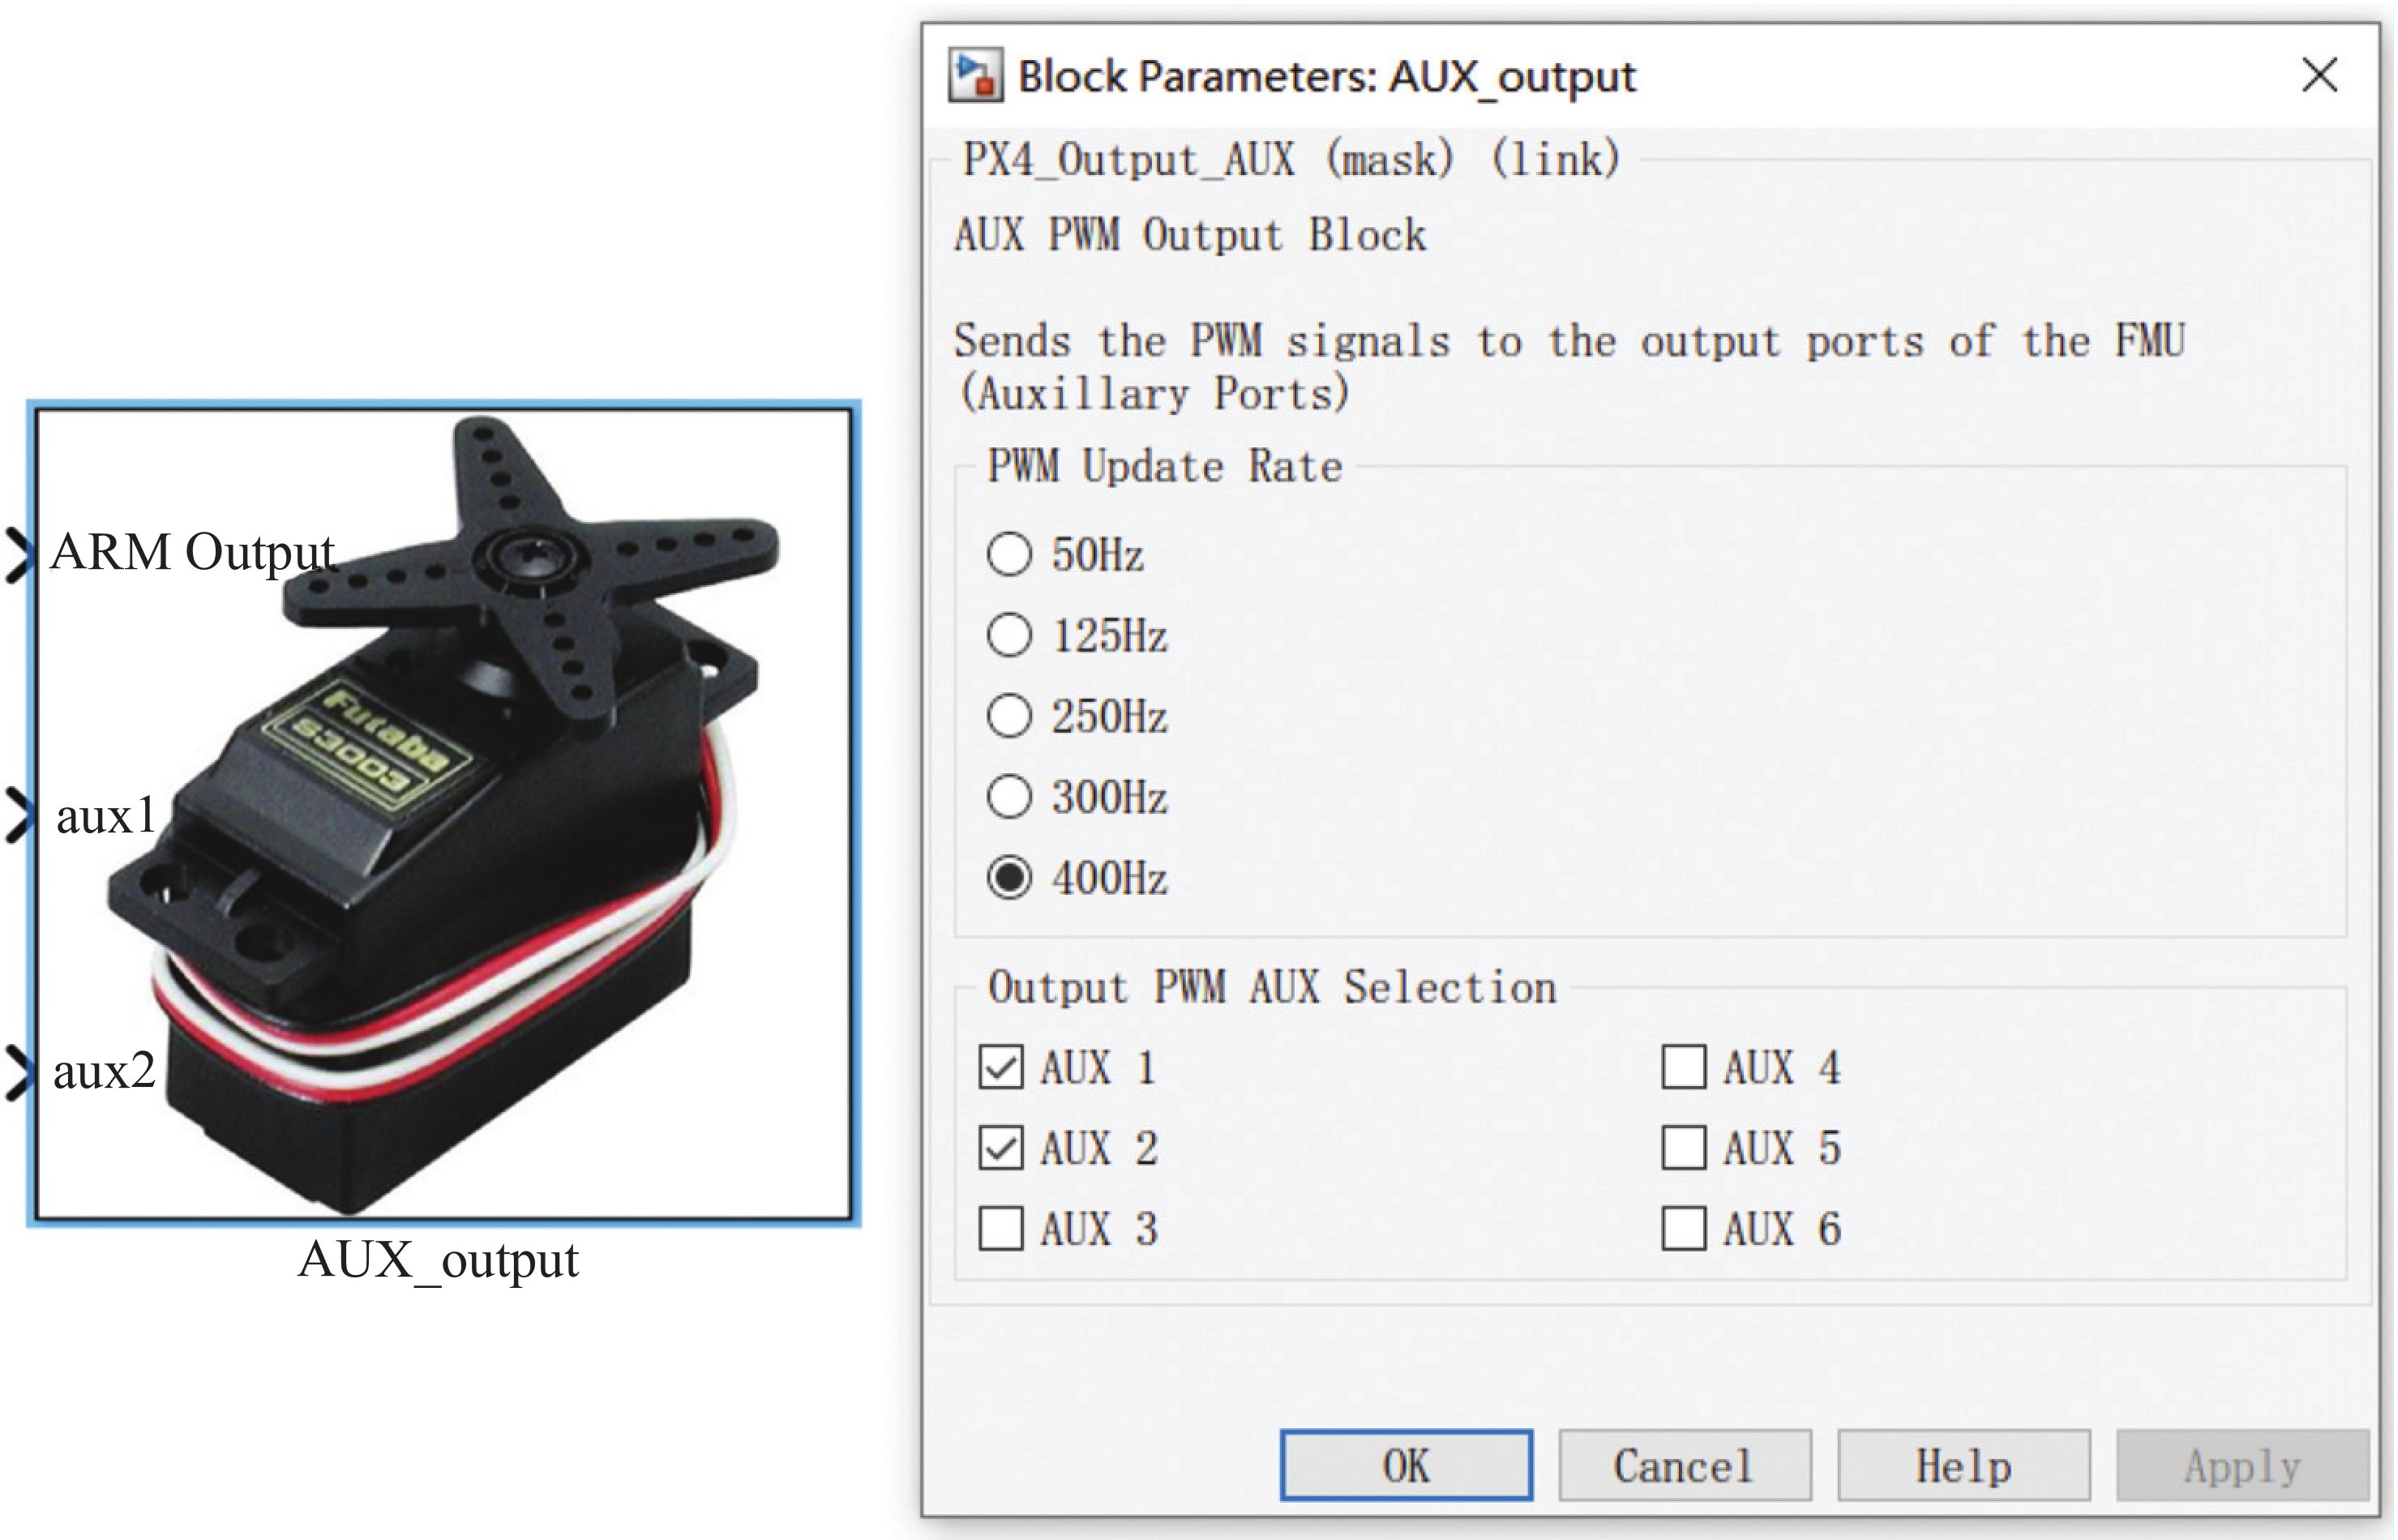 ARM Output
Futaba
S3003
aux1
aux2
AUX_output
Block Parameters: AUX_output
PX4_Output_AUX (mask) (link)
AUX PWM Output Block
Sends the PWM signals to the output ports of the FMU
(Auxillary Ports)
PWM Update Rate
50Hz
125Hz
250Hz
300Hz
400Hz
Output PWM AUX Selection
AUX 1
AUX 4
AUX 2
AUX 5
AUX 3
AUX 6
OK
Cancel
Help
Apply